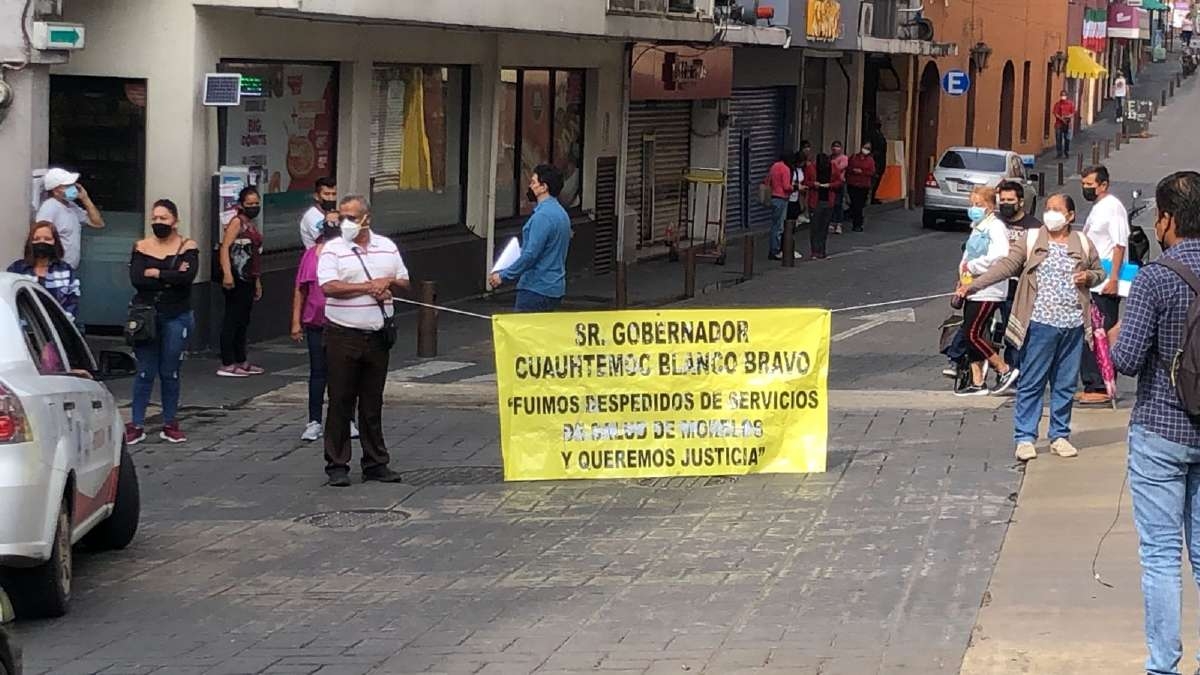 SR. GOBERNADOR
CUAUHTEMOC BLANCO BRAVO
"FUIMOS DESPEDIDOS DE SERVICIOS
DE SALUD DE MORELOS
Y QUEREMOS JUSTICIA"
E